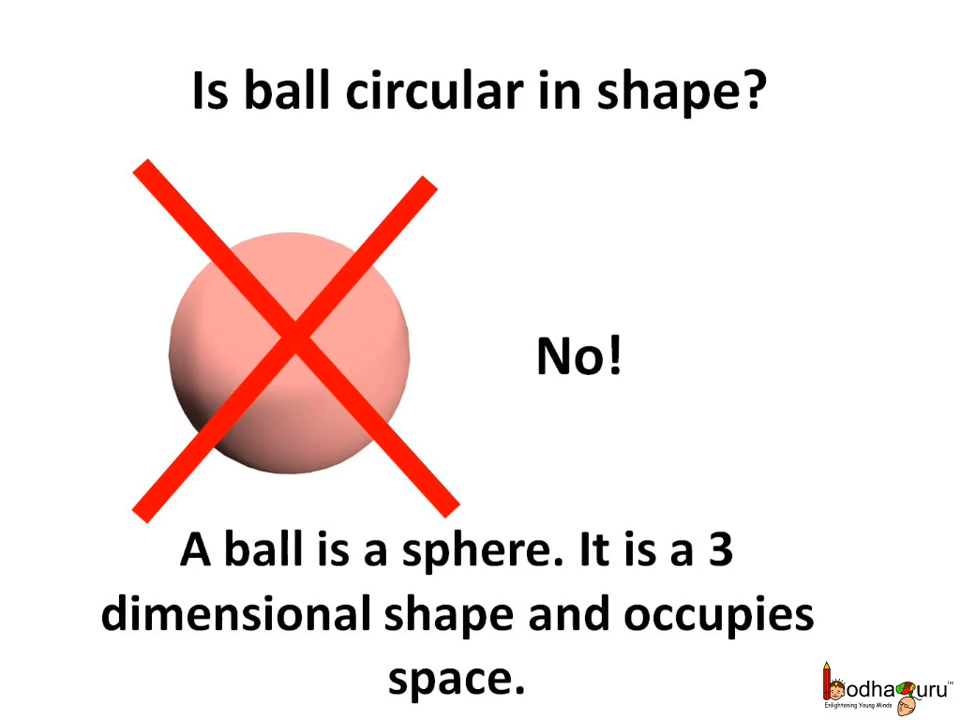 Is ball circular in shape?
No!
A ball is a sphere. It is a 3
dimensional shape and occupies
space.
bodhaguru™
Enlightening Young Minds